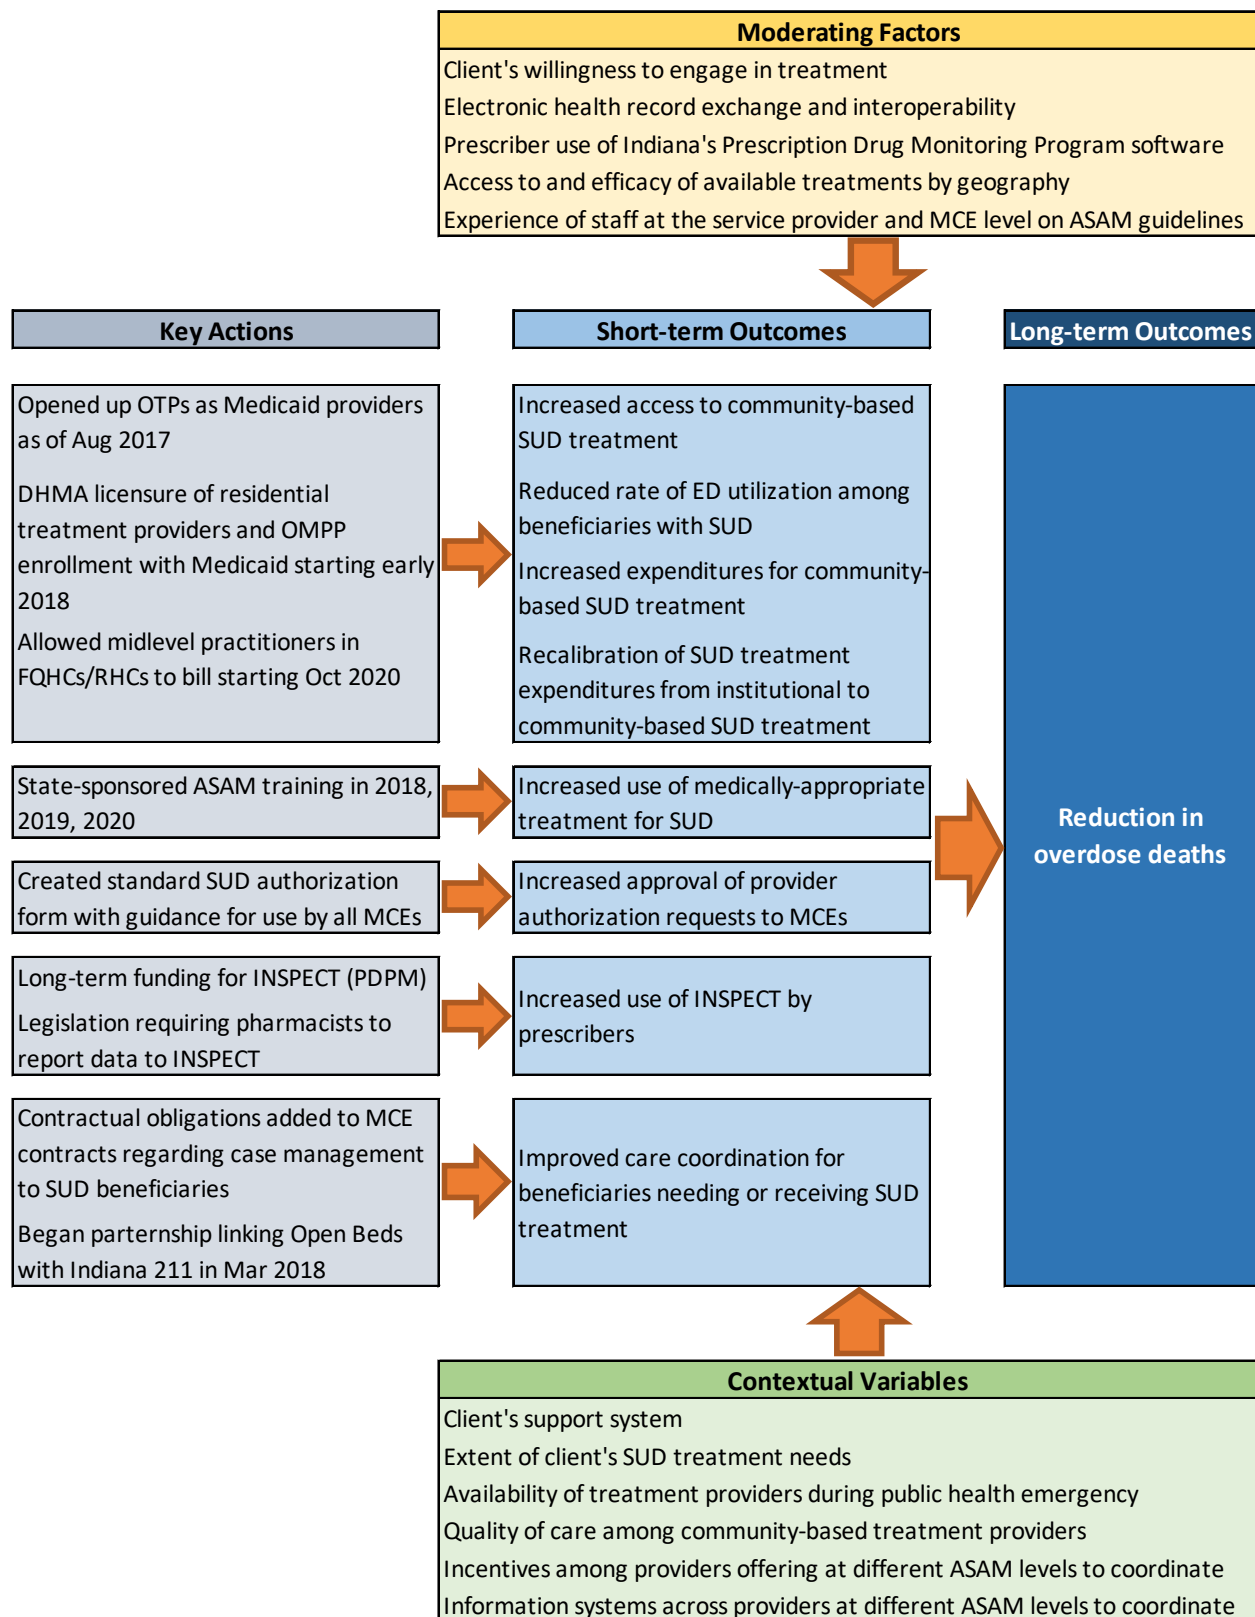 Moderating Factors
Client's willingness to engage in treatment
Electronic health record exchange and interoperability
Prescriber use of Indiana's Prescription Drug Monitoring Program software
Access to and efficacy of available treatments by geography
Experience of staff at the service provider and MCE level on ASAM guidelines
Key Actions
Short-term Outcomes
Long-term Outcomes
Opened up OTPs as Medicaid providers
as of Aug 2017
DHMA licensure of residential
treatment providers and OMPP
enrollment with Medicaid starting early
2018
Allowed midlevel practitioners in
FQHCs/RHCs to bill starting Oct 2020
Increased access to community-based
SUD treatment
Reduced rate of ED utilization among
beneficiaries with SUD
Increased expenditures for community-
based SUD treatment
Recalibration of SUD treatment
expenditures from institutional to
community-based SUD treatment
State-sponsored ASAM training in 2018,
2019, 2020
Increased use of medically-appropriate
treatment for SUD
Created standard SUD authorization
form with guidance for use by all MCEs
Increased approval of provider
authorization requests to MCEs
Long-term funding for INSPECT (PDPM)
Legislation requiring pharmacists to
report data to INSPECT
Increased use of INSPECT by
prescribers
Contractual obligations added to MCE
contracts regarding case management
to SUD beneficiaries
Began parternship linking Open Beds
with Indiana 211 in Mar 2018
Improved care coordination for
beneficiaries needing or receiving SUD
treatment
Reduction in
overdose deaths
Contextual Variables
Client's support system
Extent of client's SUD treatment needs
Availability of treatment providers during public health emergency
Quality of care among community-based treatment providers
Incentives among providers offering at different ASAM levels to coordinate
Information systems across providers at different ASAM levels to coordinate